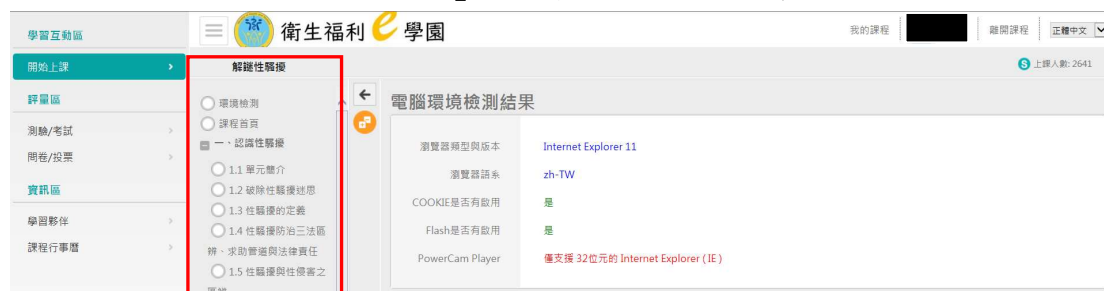 學習互動區
衛生福利e學園
我的課程
離開課程
正體中文
開始上課
解謎性騷擾
上課人數: 2641
評量區
測驗/考試
問卷/投票
資訊區
學習夥伴
課程行事曆
環境檢測
課程首頁
一、認識性騷擾
1.1 單元簡介
1.2 破除性騷擾迷思
1.3 性騷擾的定義
1.4 性騷擾防治三法區
辨、求助管道與法律責任
1.5 性騷擾與性侵害之
電腦環境檢測結果
瀏覽器類型與版本 Internet Explorer 11
瀏覽器語系 zh-TW
COOKIE是否有啟用 是
Flash是否有啟用 是
PowerCam Player 僅支援 32位元的 Internet Explorer ( IE )